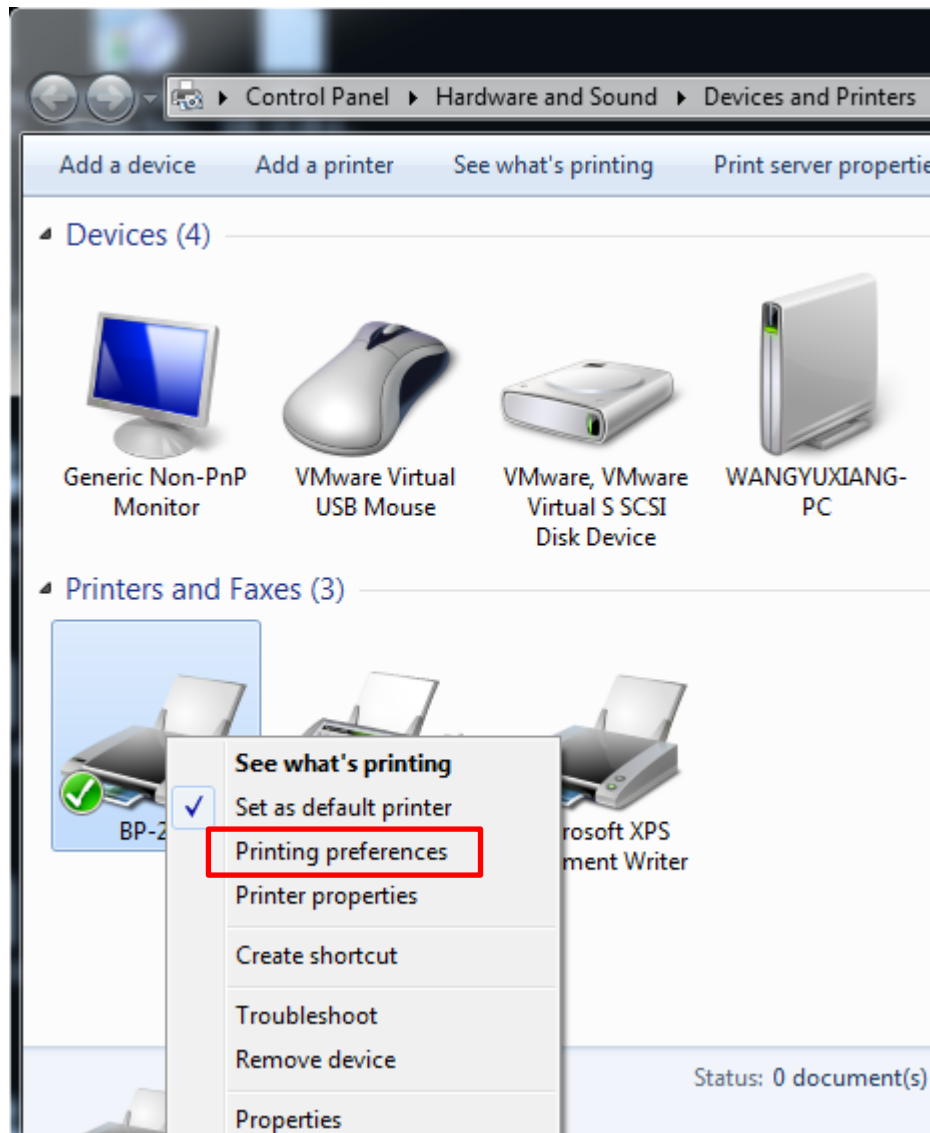 Control Panel Hardware and Sound Devices and Printers
Add a device Add a printer See what's printing Print server
Devices (4)
Generic Non-PnP
Monitor
VMware Virtual
USB Mouse
VMware, VMware
Virtual S SCSI
Disk Device
WANGYUXIANG-
PC
Printers and Faxes (3)
BP-2
ment Writer
rosoft XPS
See what's printing
Set as default printer
Printing preferences
Printer properties
Create shortcut
Troubleshoot
Remove device
Properties
Status: 0 document(s)